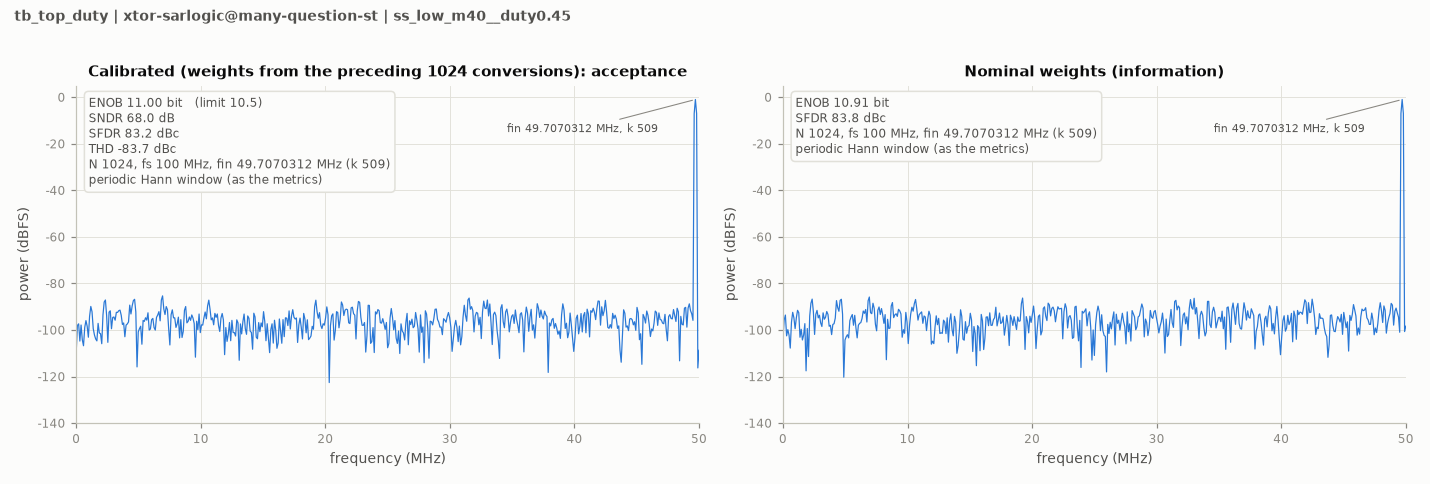 tb_top_duty | xtor-sarlogic@many-question-st | ss_low_m40__duty0.45
Calibrated (weights from the preceding 1024 conversions): acceptance
ENOB 11.00 bit   (limit 10.5)
SNDR 68.0 dB
SFDR 83.2 dBc
THD -83.7 dBc
N 1024, fs 100 MHz, fin 49.7070312 MHz (k 509)
periodic Hann window (as the metrics)
fin 49.7070312 MHz, k 509
power (dBFS)
0
-20
-40
-60
-80
-100
-120
-140
0 10 20 30 40 50
frequency (MHz)
Nominal weights (information)
ENOB 10.91 bit
SFDR 83.8 dBc
N 1024, fs 100 MHz, fin 49.7070312 MHz (k 509)
periodic Hann window (as the metrics)
fin 49.7070312 MHz, k 509
power (dBFS)
0
-20
-40
-60
-80
-100
-120
-140
0 10 20 30 40 50
frequency (MHz)